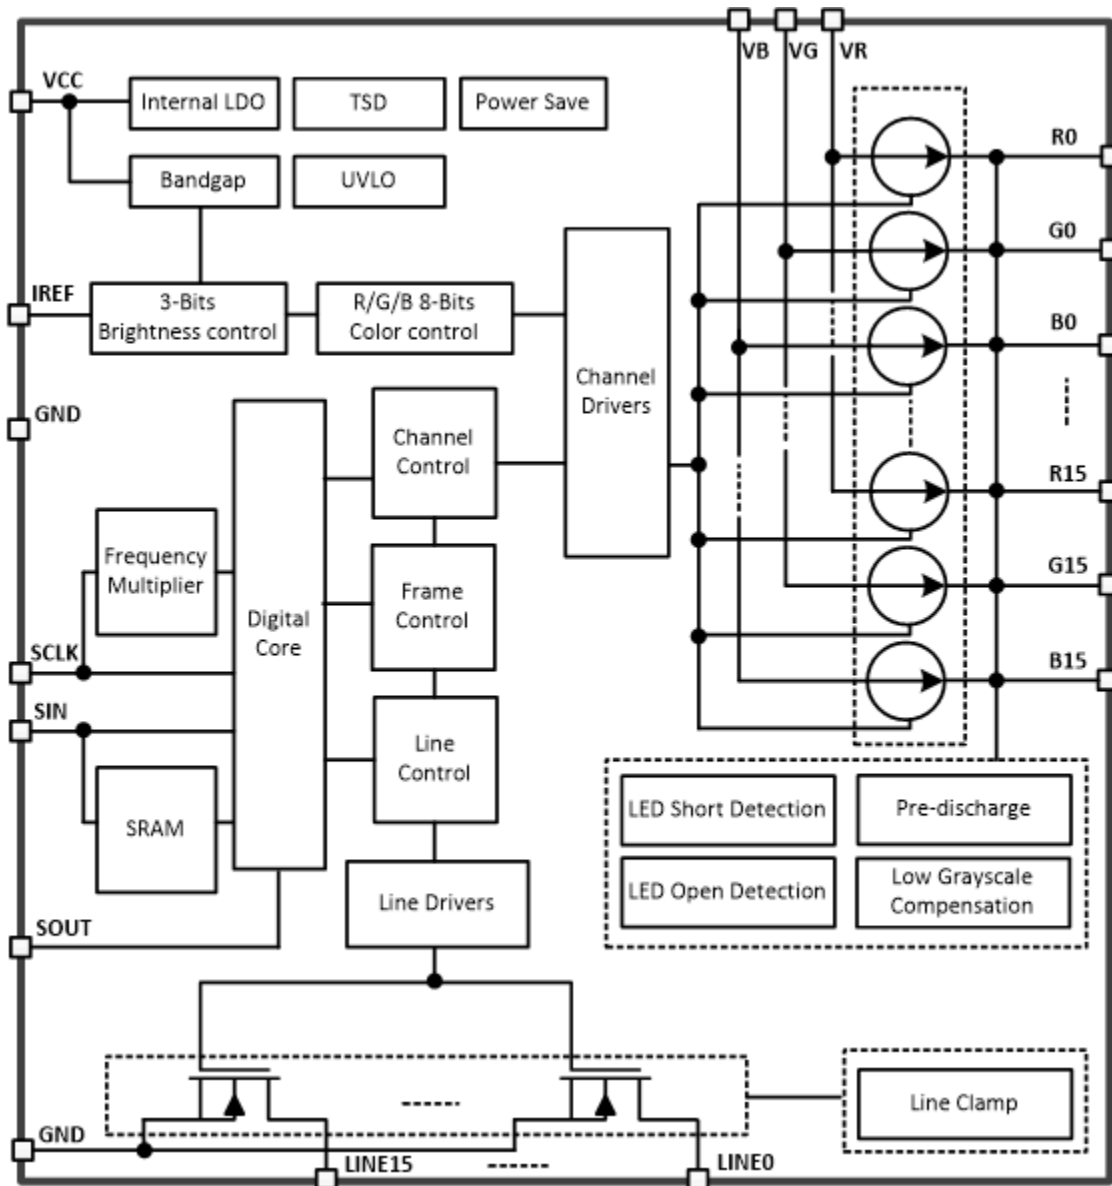 VB
VG
VR
VCC
Internal LDO
TSD
Power Save
Bandgap
UVLO
R0
G0
B0
IREF
3-Bits
Brightness control
R/G/B 8-Bits
Color control
Channel
Drivers
GND
Channel
Control
R15
G15
B15
Frequency
Multiplier
Digital
Core
Frame
Control
SCLK
SIN
Line
Control
SRAM
LED Short Detection
Pre-discharge
LED Open Detection
Low Grayscale
Compensation
Line Drivers
SOUT
Line Clamp
GND
LINE15
LINE0